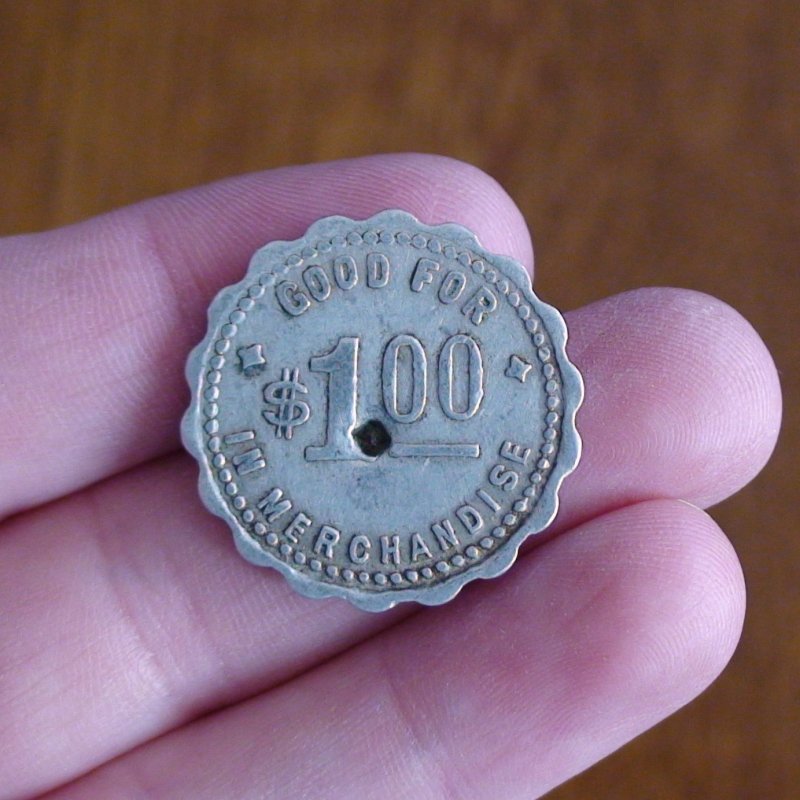 GOOD FOR
$1.00
IN MERCHANDISE